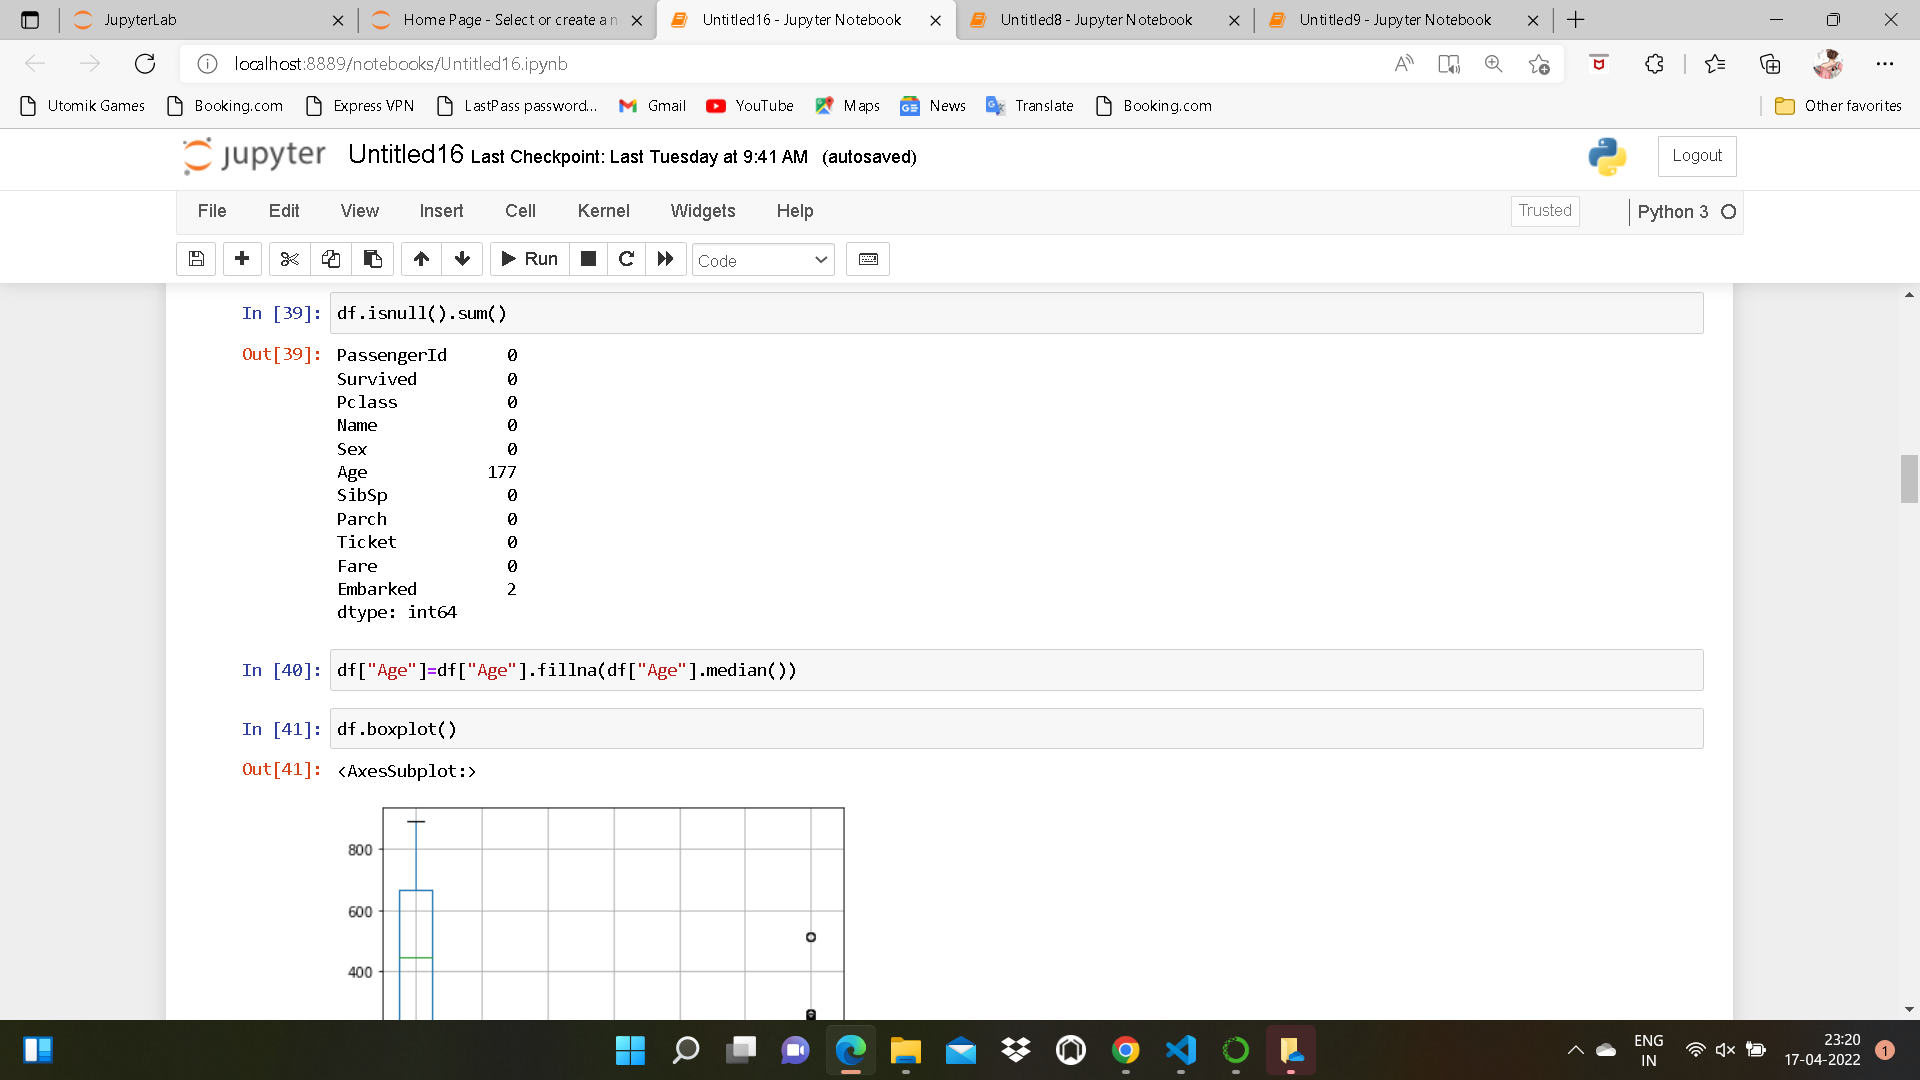 JupyterLab
Home Page - Select or create a n
Untitled16 - Jupyter Notebook
Untitled8 - Jupyter Notebook
Untitled9 - Jupyter Notebook
localhost:8889/notebooks/Untitled16.ipynb
Utomik Games
Booking.com
Express VPN
LastPass password...
Gmail
YouTube
Maps
News
Translate
Booking.com
Other favorites
jupyter Untitled16 Last Checkpoint: Last Tuesday at 9:41 AM (autosaved)
Logout
File Edit View Insert Cell Kernel Widgets Help
Trusted
Python 3
Run
Code
In [39]: df.isnull().sum()
Out[39]: PassengerId 0
Survived 0
Pclass 0
Name 0
Sex 0
Age 177
SibSp 0
Parch 0
Ticket 0
Fare 0
Embarked 2
dtype: int64
In [40]: df["Age"]=df["Age"].fillna(df["Age"].median())
In [41]: df.boxplot()
Out[41]: <AxesSubplot:>
800
600
400
ENG
IN
23:20
17-04-2022
1